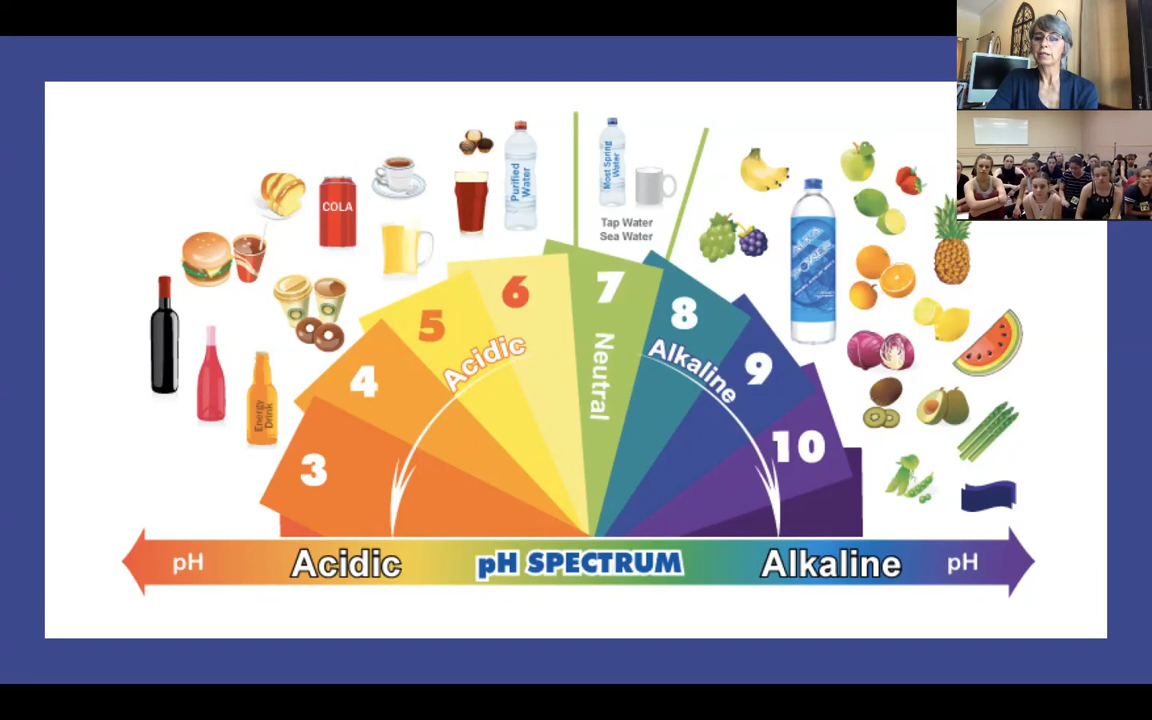 Purified
Water
Most Spring
Water
Tap Water
Sea Water
COLA
Energy
Drink
3
4
5
6
7
8
9
10
Acidic
Neutral
Alkaline
pH
Acidic
pH SPECTRUM
Alkaline
pH